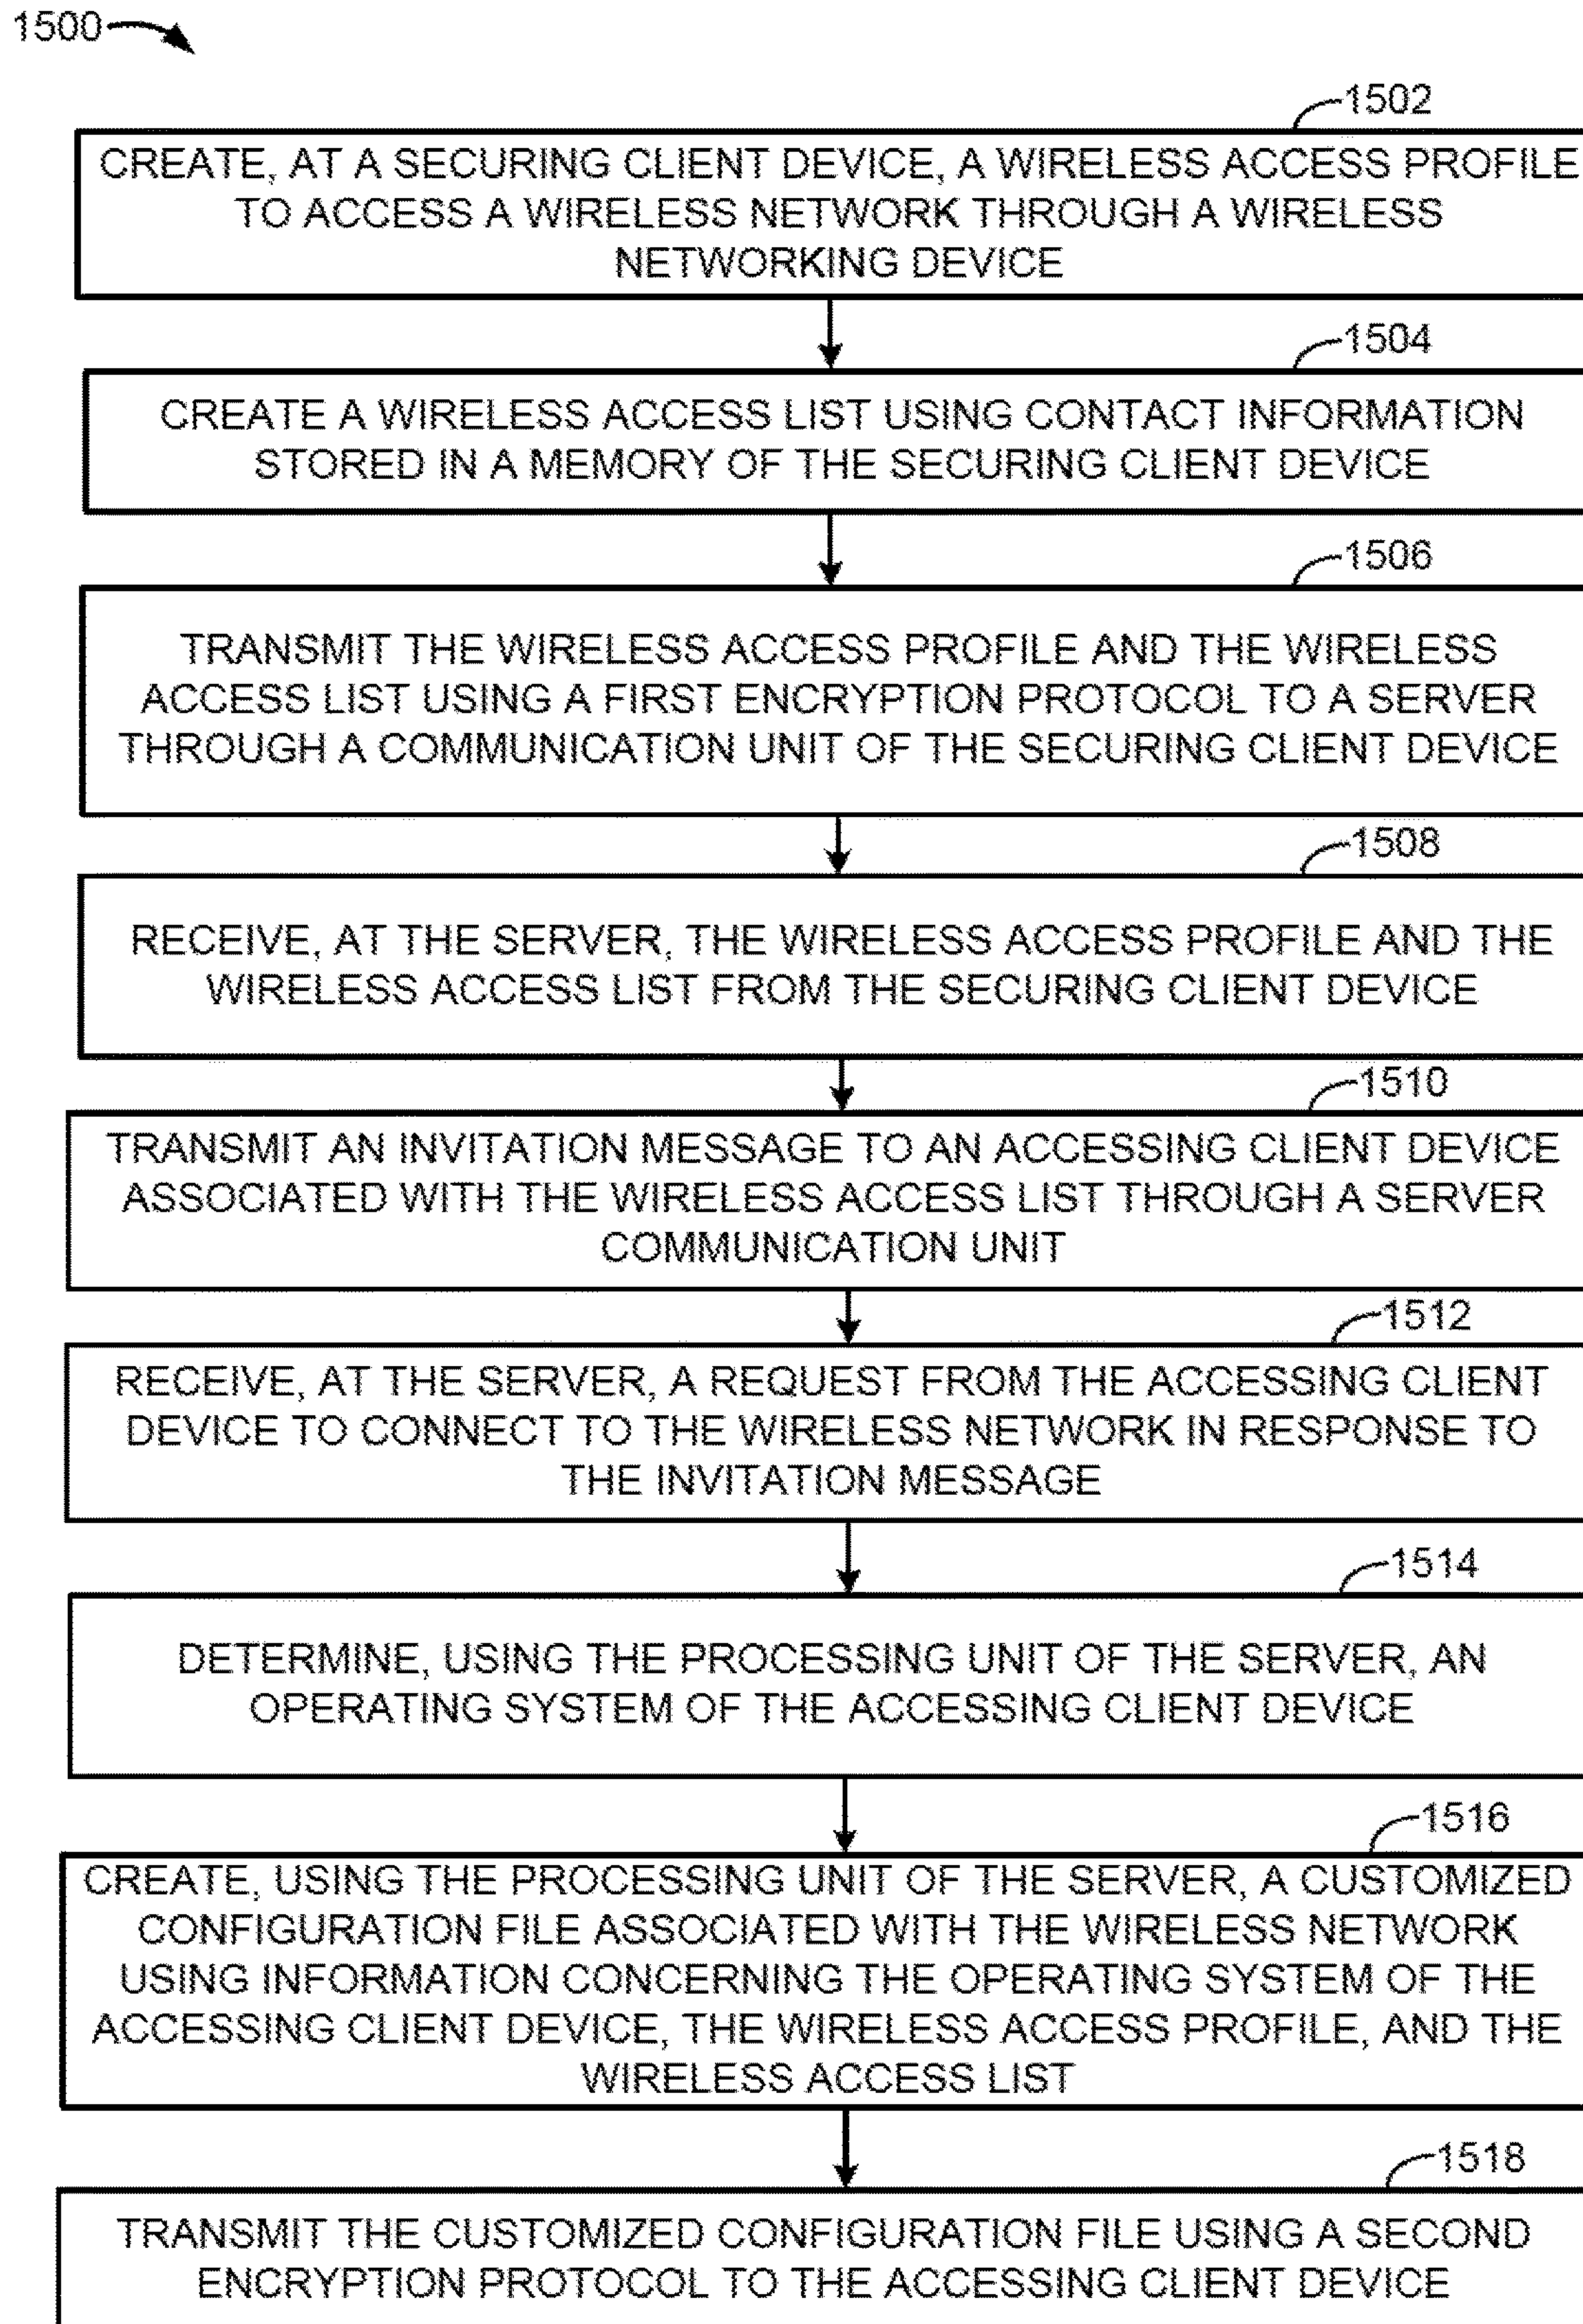 1500
1502
CREATE, AT A SECURING CLIENT DEVICE, A WIRELESS ACCESS PROFILE
TO ACCESS A WIRELESS NETWORK THROUGH A WIRELESS
NETWORKING DEVICE
1504
CREATE A WIRELESS ACCESS LIST USING CONTACT INFORMATION
STORED IN A MEMORY OF THE SECURING CLIENT DEVICE
1506
TRANSMIT THE WIRELESS ACCESS PROFILE AND THE WIRELESS
ACCESS LIST USING A FIRST ENCRYPTION PROTOCOL TO A SERVER
THROUGH A COMMUNICATION UNIT OF THE SECURING CLIENT DEVICE
1508
RECEIVE, AT THE SERVER, THE WIRELESS ACCESS PROFILE AND THE
WIRELESS ACCESS LIST FROM THE SECURING CLIENT DEVICE
1510
TRANSMIT AN INVITATION MESSAGE TO AN ACCESSING CLIENT DEVICE
ASSOCIATED WITH THE WIRELESS ACCESS LIST THROUGH A SERVER
COMMUNICATION UNIT
1512
RECEIVE, AT THE SERVER, A REQUEST FROM THE ACCESSING CLIENT
DEVICE TO CONNECT TO THE WIRELESS NETWORK IN RESPONSE TO
THE INVITATION MESSAGE
1514
DETERMINE, USING THE PROCESSING UNIT OF THE SERVER, AN
OPERATING SYSTEM OF THE ACCESSING CLIENT DEVICE
1516
CREATE, USING THE PROCESSING UNIT OF THE SERVER, A CUSTOMIZED
CONFIGURATION FILE ASSOCIATED WITH THE WIRELESS NETWORK
USING INFORMATION CONCERNING THE OPERATING SYSTEM OF THE
ACCESSING CLIENT DEVICE, THE WIRELESS ACCESS PROFILE, AND THE
WIRELESS ACCESS LIST
1518
TRANSMIT THE CUSTOMIZED CONFIGURATION FILE USING A SECOND
ENCRYPTION PROTOCOL TO THE ACCESSING CLIENT DEVICE